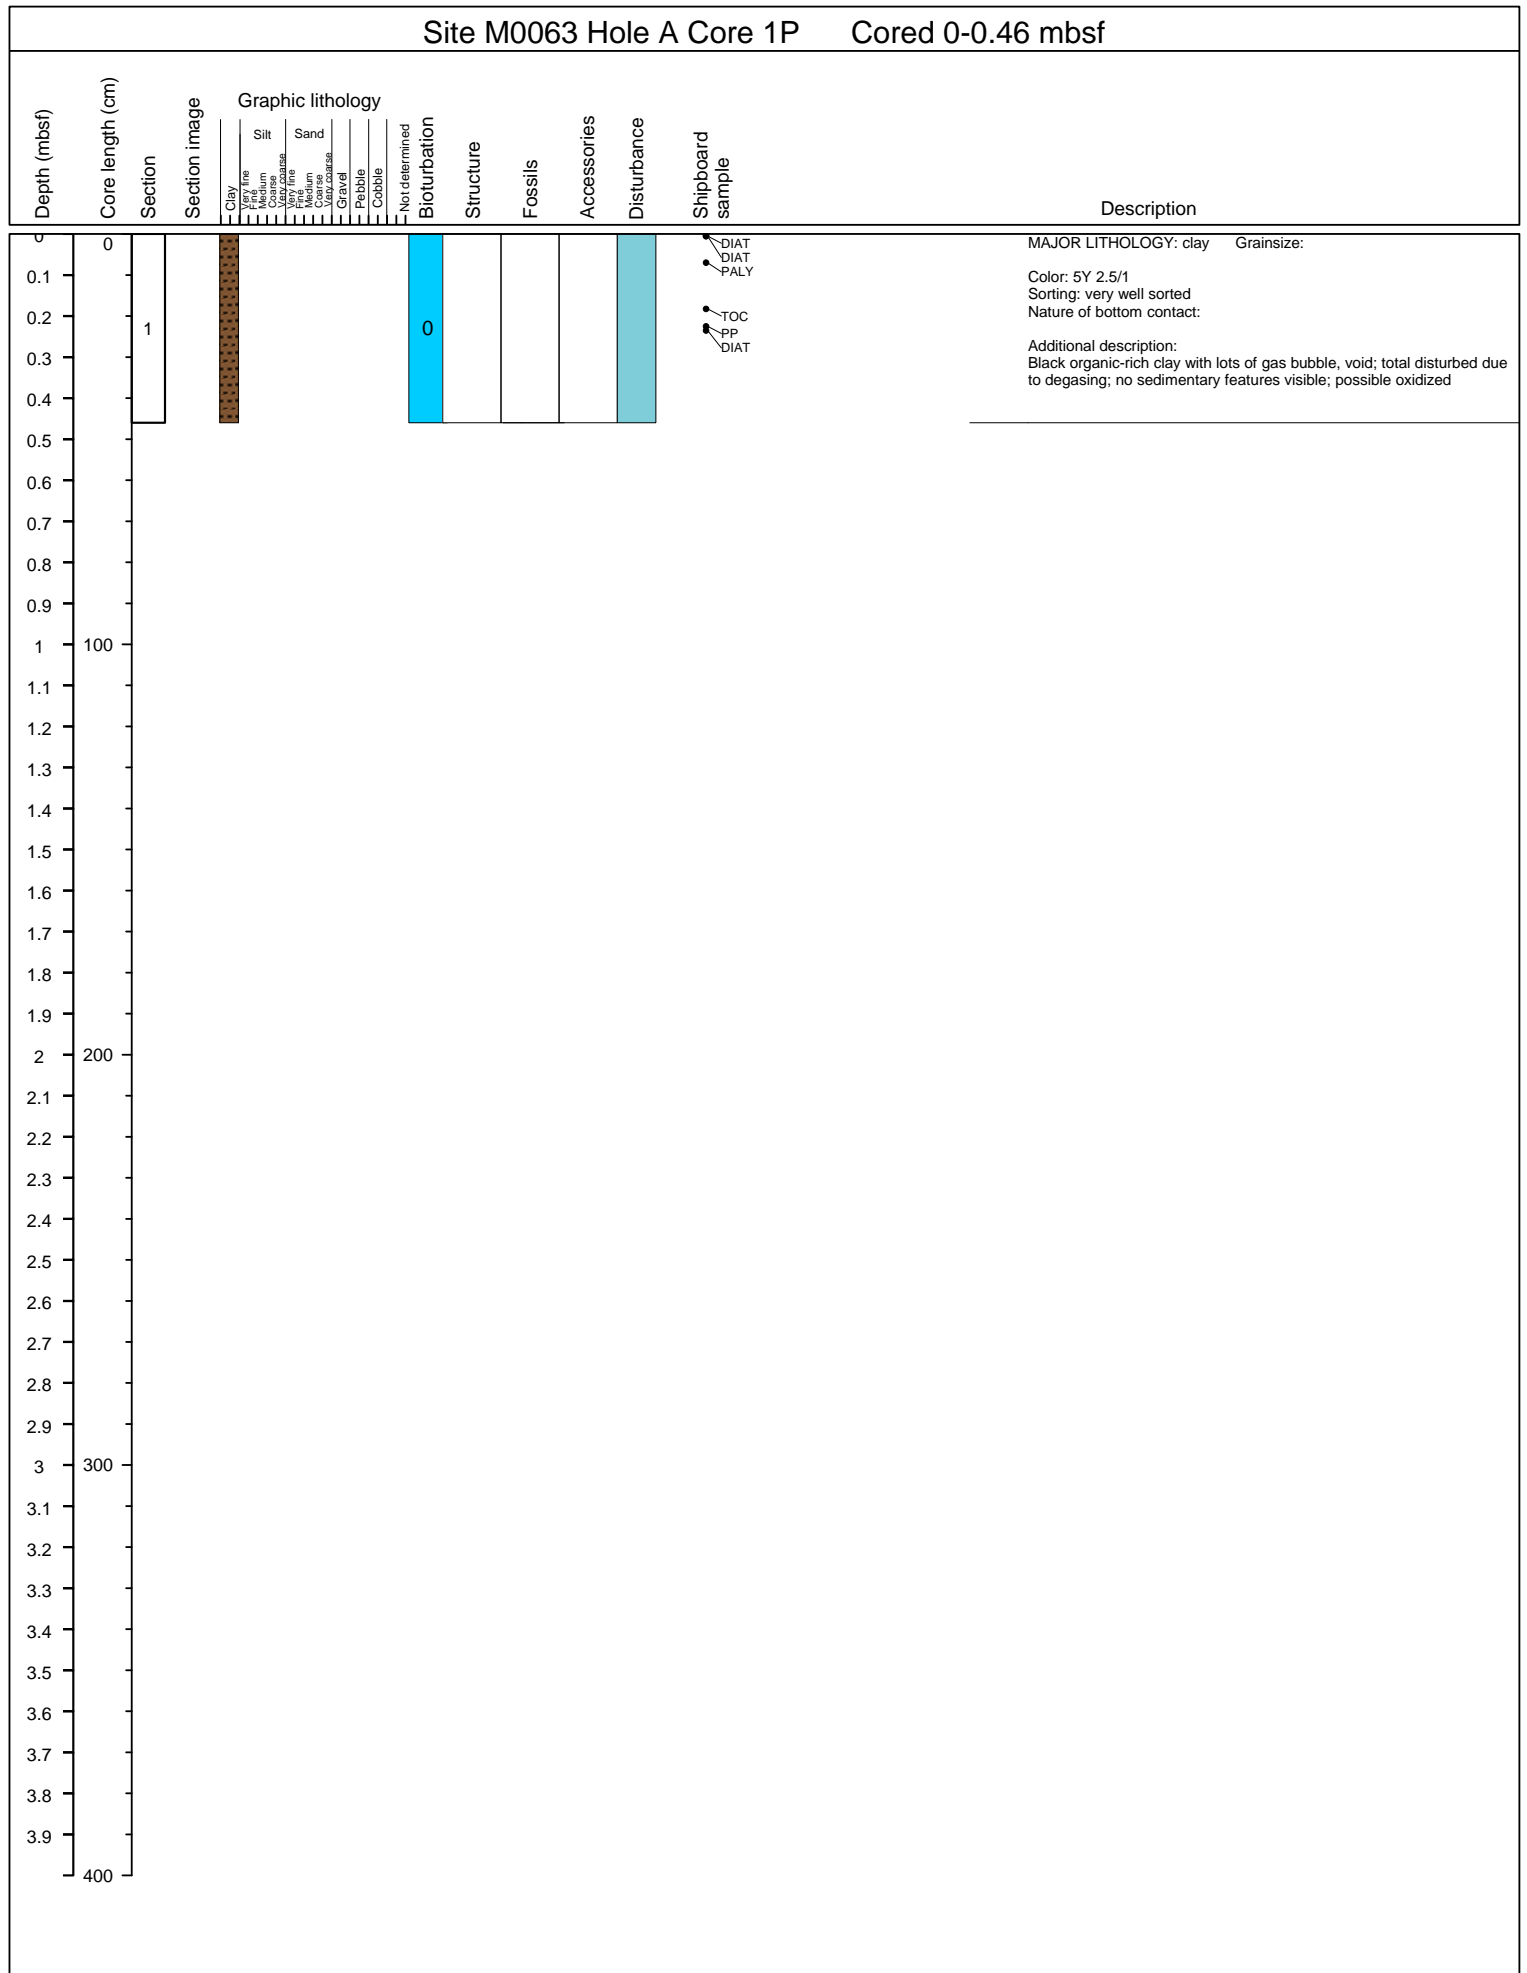 Site M0063 Hole A Core 1P Cored 0-0.46 mbsf
Depth (mbsf)
Core length (cm)
Section
Section image
Graphic lithology
Silt
Sand
Clay
Very fine
Fine
Medium
Coarse
Very coarse
Very fine
Fine
Medium
Coarse
Very coarse
Gravel
Pebble
Cobble
Not determined
Bioturbation
Structure
Fossils
Accessories
Disturbance
Shipboard
sample
Description
0
0.1
0.2
0.3
0.4
0.5
0.6
0.7
0.8
0.9
1
1.1
1.2
1.3
1.4
1.5
1.6
1.7
1.8
1.9
2
2.1
2.2
2.3
2.4
2.5
2.6
2.7
2.8
2.9
3
3.1
3.2
3.3
3.4
3.5
3.6
3.7
3.8
3.9
0
100
200
300
400
1
0
DIAT
DIAT
PALY
TOC
PP
DIAT
MAJOR LITHOLOGY: clay Grainsize:
Color: 5Y 2.5/1
Sorting: very well sorted
Nature of bottom contact:
Additional description:
Black organic-rich clay with lots of gas bubble, void; total disturbed due
to degasing; no sedimentary features visible; possible oxidized